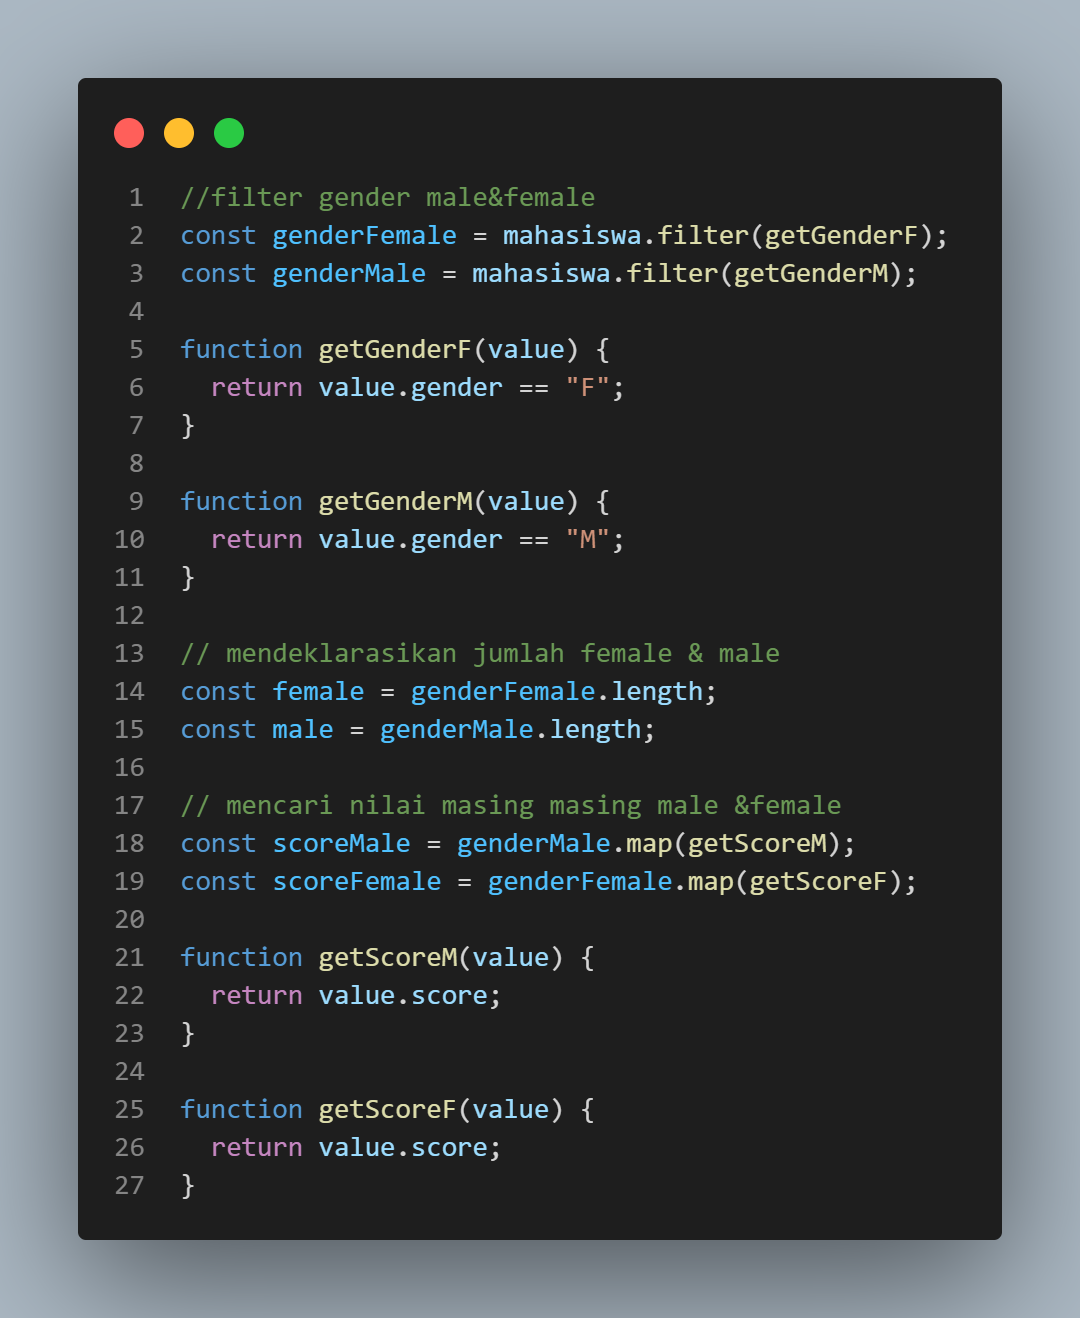 1 //filter gender male&female
2 const genderFemale = mahasiswa.filter(getGenderF);
3 const genderMale = mahasiswa.filter(getGenderM);
4
5 function getGenderF(value) {
6   return value.gender == "F";
7 }
8
9 function getGenderM(value) {
10   return value.gender == "M";
11 }
12
13 // mendeklarasikan jumlah female & male
14 const female = genderFemale.length;
15 const male = genderMale.length;
16
17 // mencari nilai masing masing male &female
18 const scoreMale = genderMale.map(getScoreM);
19 const scoreFemale = genderFemale.map(getScoreF);
20
21 function getScoreM(value) {
22   return value.score;
23 }
24
25 function getScoreF(value) {
26   return value.score;
27 }